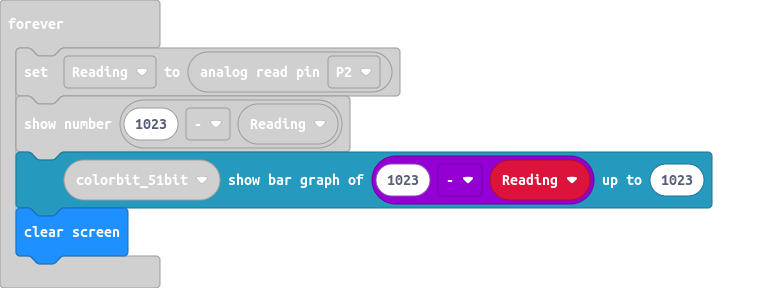 forever
set Reading to analog read pin P2
show number 1023 - Reading
colorbit_51bit show bar graph of 1023 - Reading up to 1023
clear screen